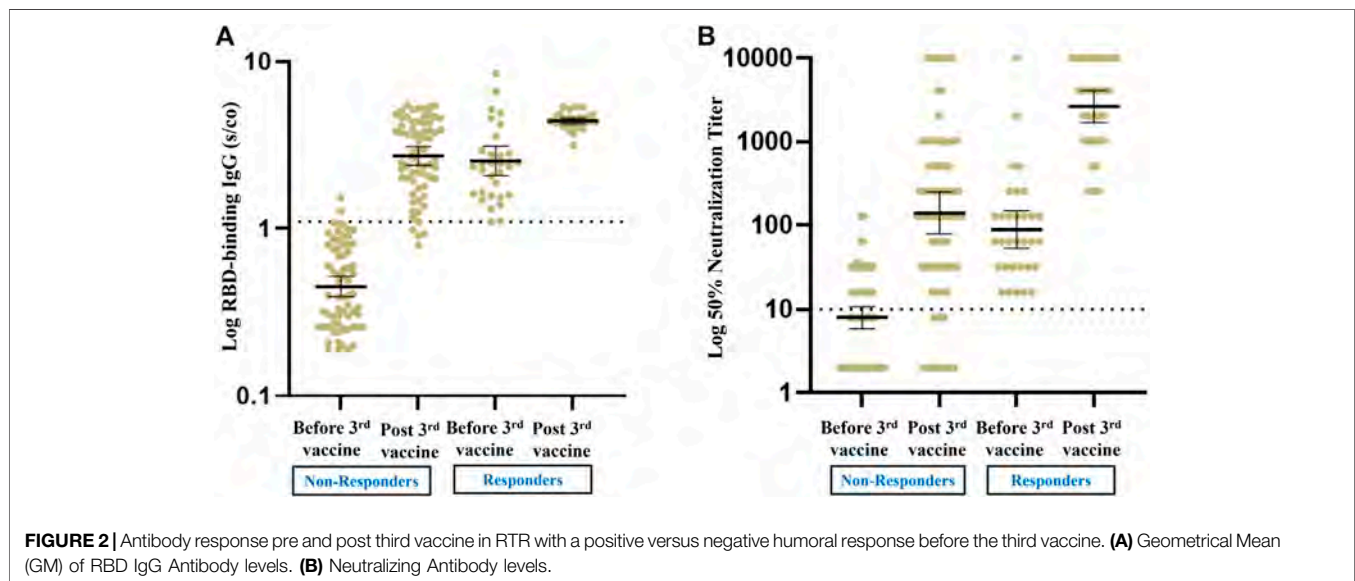 A
Log RBD-binding IgG (s/co)
10
1
0.1
Before 3rd vaccine
Post 3rd vaccine
Before 3rd vaccine
Post 3rd vaccine
Non-Responders
Responders
B
Log 50% Neutralization Titer
10000
1000
100
10
1
Before 3rd vaccine
Post 3rd vaccine
Before 3rd vaccine
Post 3rd vaccine
Non-Responders
Responders
FIGURE 2 | Antibody response pre and post third vaccine in RTR with a positive versus negative humoral response before the third vaccine. (A) Geometrical Mean
(GM) of RBD IgG Antibody levels. (B) Neutralizing Antibody levels.